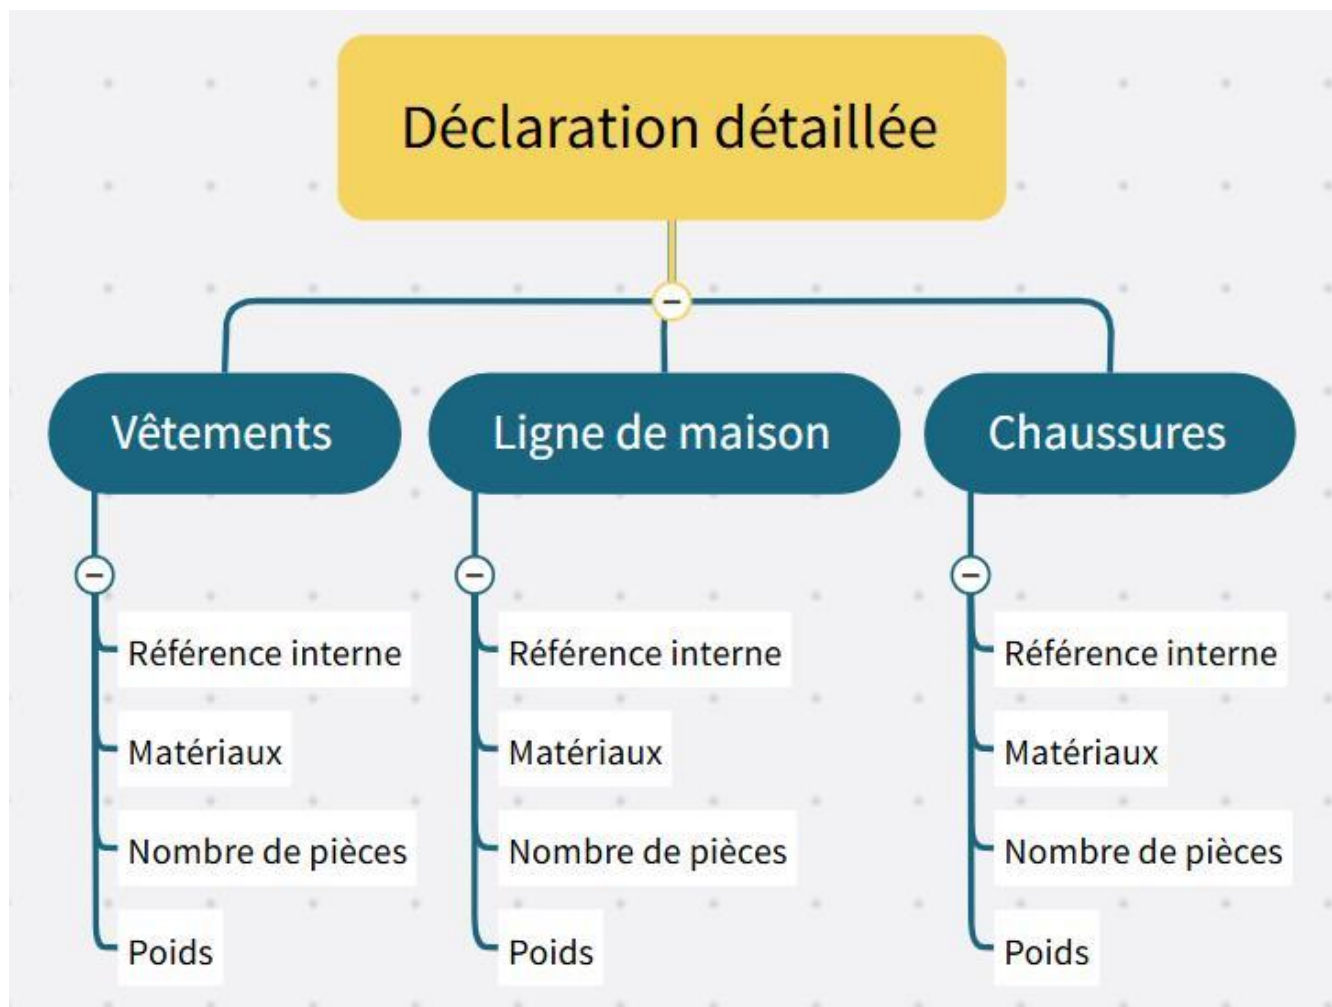 Déclaration détaillée
Vêtements
Ligne de maison
Chaussures
Référence interne
Matériaux
Nombre de pièces
Poids
Référence interne
Matériaux
Nombre de pièces
Poids
Référence interne
Matériaux
Nombre de pièces
Poids